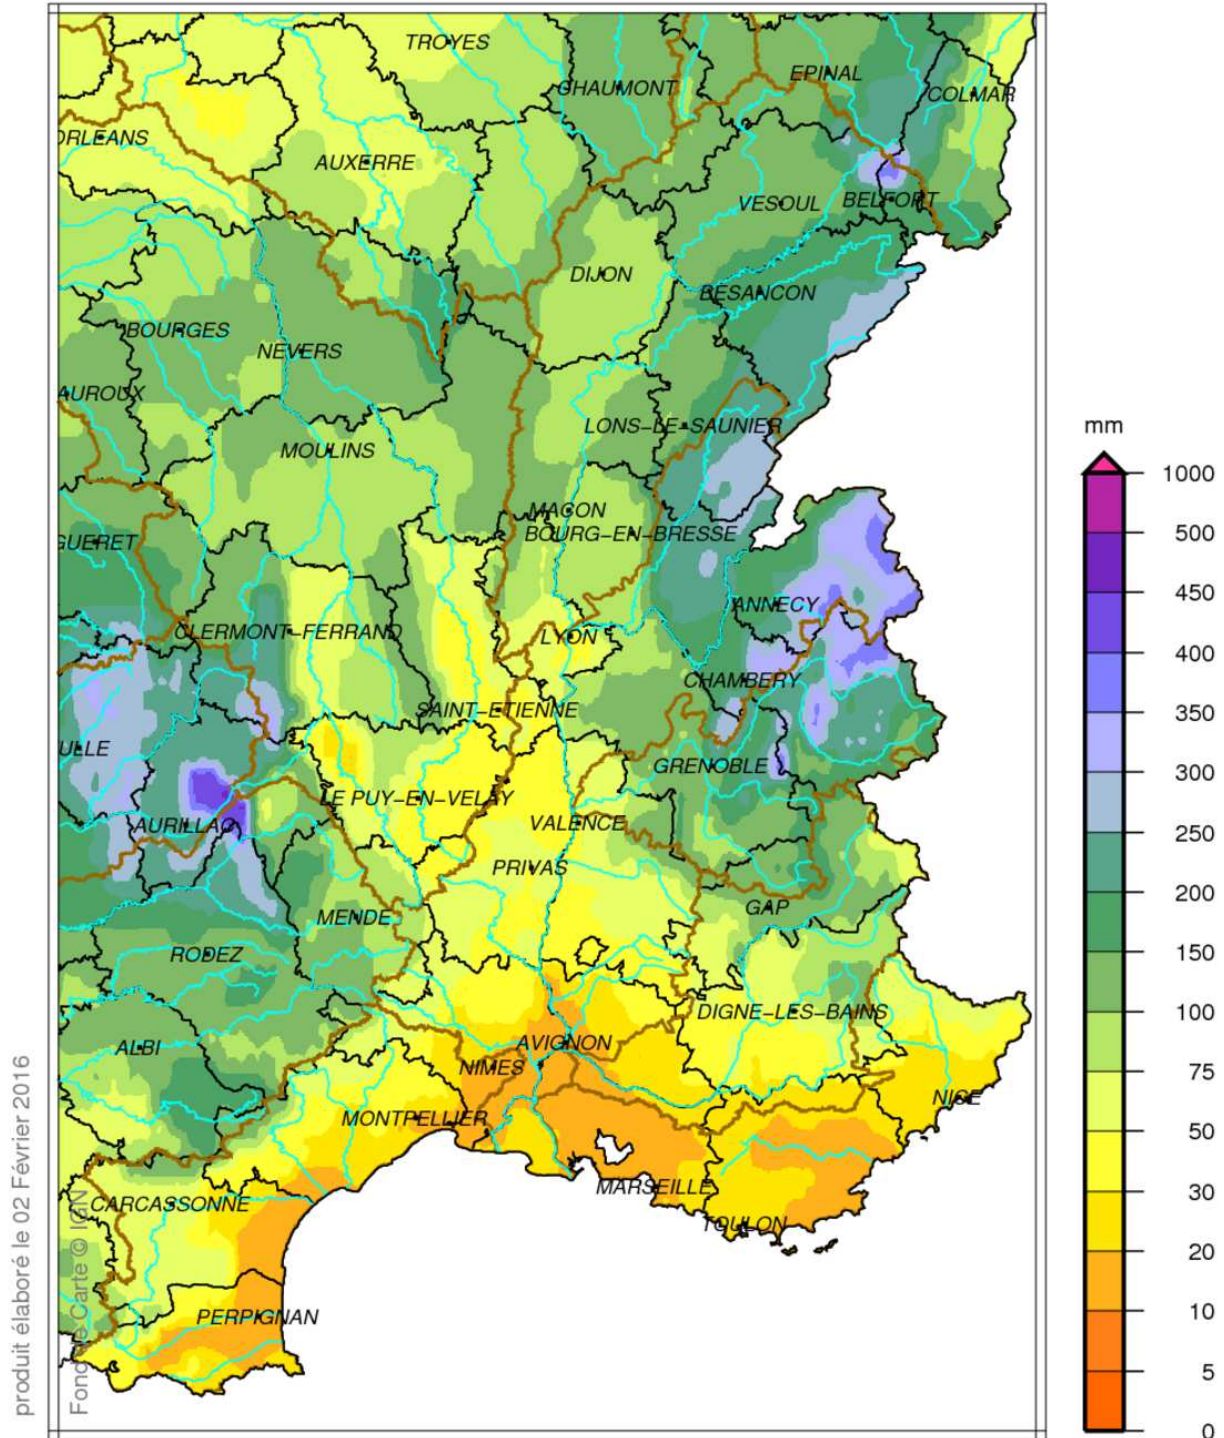 TROYES
EPINAL
CHAUMONT
COLMAR
ORLEANS
AUXERRE
VESOUL
BELFORT
DIJON
BESANCON
BOURGES
NEVERS
AUROUX
LONS-LE-SAUNIER
MOULINS
MACON
BOURG-EN-BRESSE
GUERET
ANNECY
CLERMONT-FERRAND
LYON
CHAMBERY
SAINT-ETIENNE
ULLE
GRENOBLE
LE PUY-EN-VELAY
AURILLAC
VALENCE
PRIVAS
GAP
MENDE
RODEZ
DIGNE-LES-BAINS
AVIGNON
ALBI
NIMES
NICE
MONTPELLIER
MARSEILLE
CARCASSONNE
TOULON
PERPIGNAN
mm
1000
500
450
400
350
300
250
200
150
100
75
50
30
20
10
5
0
produit élaboré le 02 Février 2016
Fond de Carte © IGN